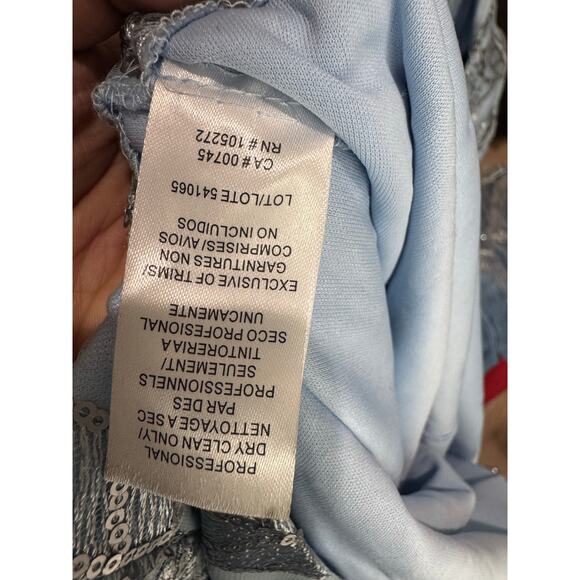 PROFESSIONAL
DRY CLEAN ONLY/
NETTOYAGE A SEC
PAR DES
PROFESSIONNELS
SEULEMENT/
TINTORERIA A
SECO PROFESIONAL
UNICAMENTE
EXCLUSIVE OF TRIMS/
GARNITURES NON
COMPRISES/AVIOS
NO INCLUIDOS
LOT/LOTE 541065
CA# 00745
RN # 105272